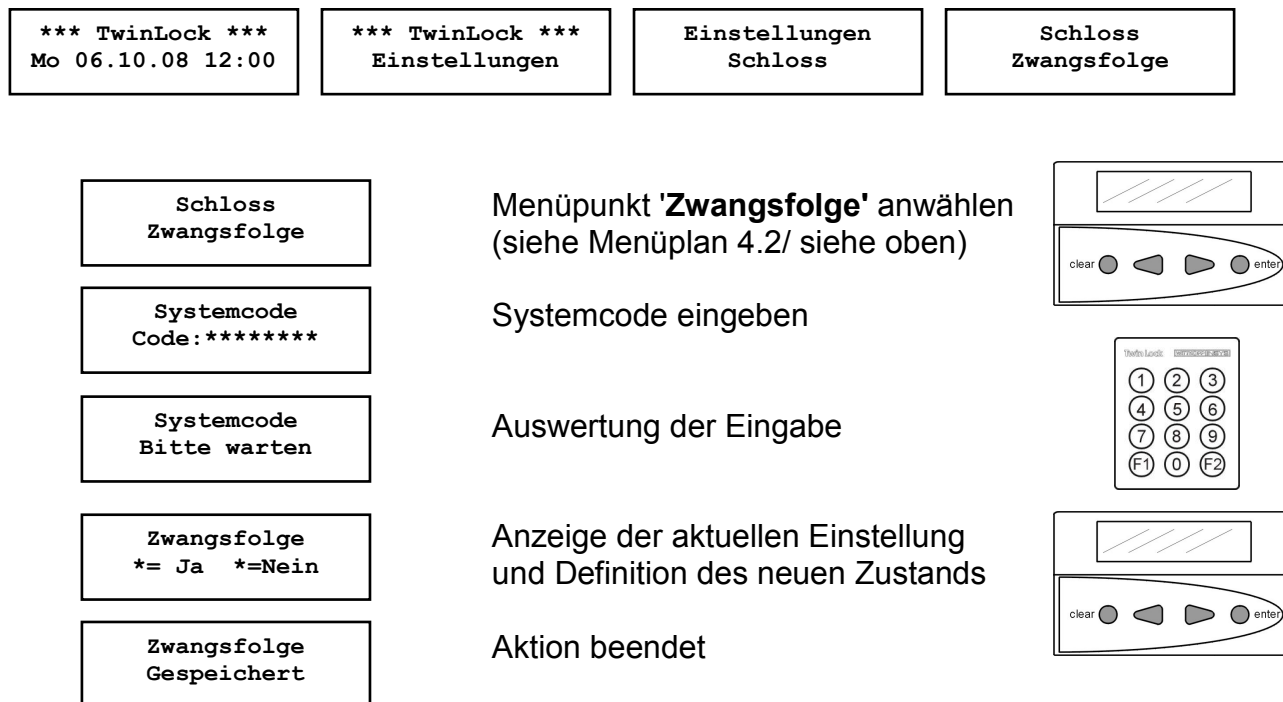 *** TwinLock ***
Mo 06.10.08 12:00
*** TwinLock ***
Einstellungen
Einstellungen
Schloss
Schloss
Zwangsfolge
Schloss
Zwangsfolge
Menüpunkt 'Zwangsfolge' anwählen
(siehe Menüplan 4.2/ siehe oben)
clear
enter
Systemcode
Code:********
Systemcode eingeben
Twin Lock
1 2 3
4 5 6
7 8 9
F1 0 F2
Systemcode
Bitte warten
Auswertung der Eingabe
Zwangsfolge
*= Ja *=Nein
Anzeige der aktuellen Einstellung
und Definition des neuen Zustands
clear
enter
Zwangsfolge
Gespeichert
Aktion beendet